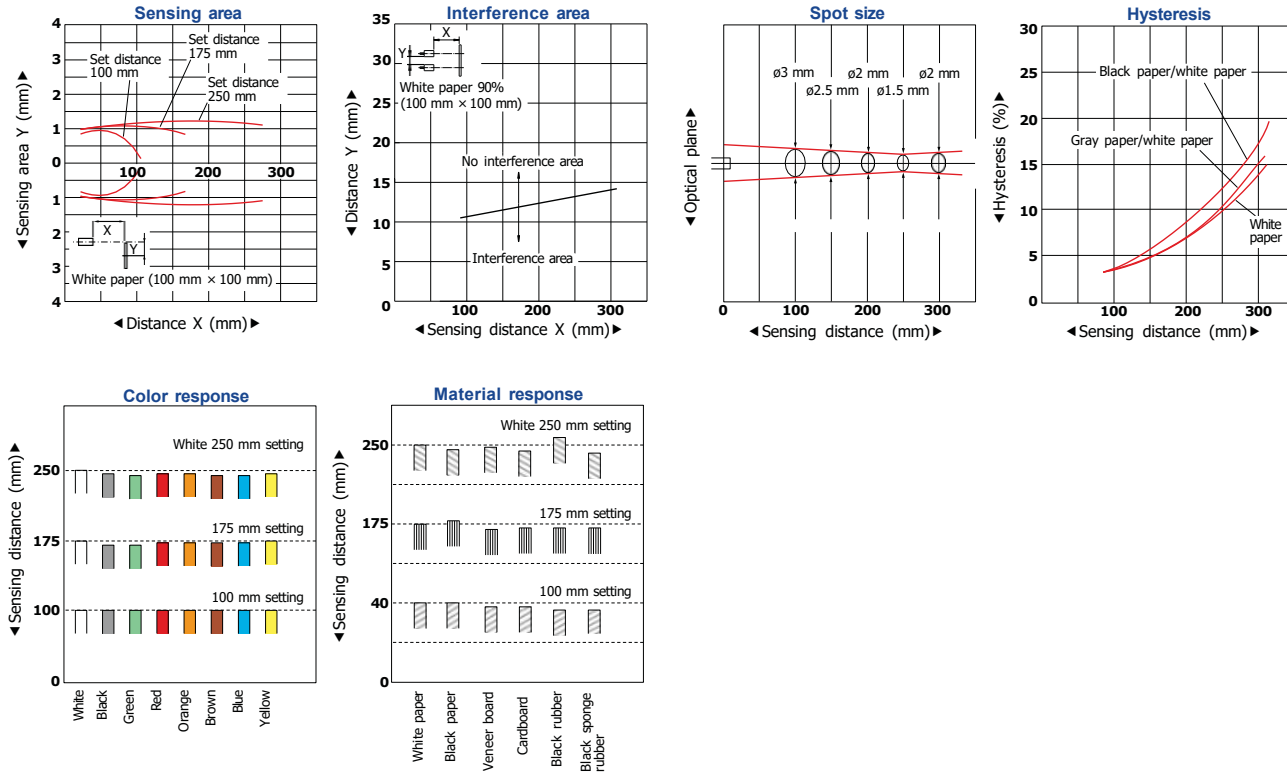 Sensing area
4
3
2
1
0
1
2
3
4
100
200
300
Set distance
175 mm
Set distance
100 mm
Set distance
250 mm
X
Y
White paper (100 mm × 100 mm)
◄ Sensing area Y (mm) ►
◄ Distance X (mm) ►
Interference area
35
30
25
20
15
10
5
0
100
200
300
X
Y
White paper 90%
(100 mm × 100 mm)
No interference area
Interference area
◄ Distance Y (mm) ►
◄ Sensing distance X (mm) ►
Spot size
ø3 mm
ø2 mm
ø2 mm
ø2.5 mm
ø1.5 mm
◄ Optical plane ►
0
100
200
300
◄ Sensing distance (mm) ►
Hysteresis
30
25
20
15
10
5
0
Black paper/white paper
Gray paper/white paper
White
paper
◄ Hysteresis (%) ►
100
200
300
◄ Sensing distance (mm) ►
Color response
White 250 mm setting
250
175 mm setting
175
100 mm setting
100
0
◄ Sensing distance (mm) ►
White
Black
Green
Red
Orange
Brown
Blue
Yellow
Material response
White 250 mm setting
250
175 mm setting
175
100 mm setting
40
0
◄ Sensing distance (mm) ►
White paper
Black paper
Veneer board
Cardboard
Black rubber
Black sponge
rubber